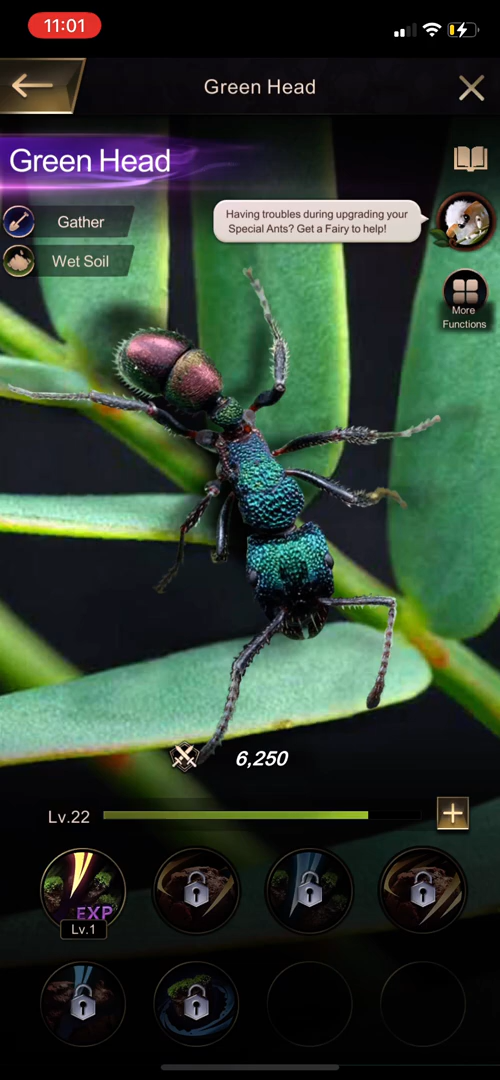 11:01
Green Head
Green Head
Gather
Wet Soil
Having troubles during upgrading your
Special Ants? Get a Fairy to help!
More
Functions
6,250
Lv.22
EXP
Lv.1